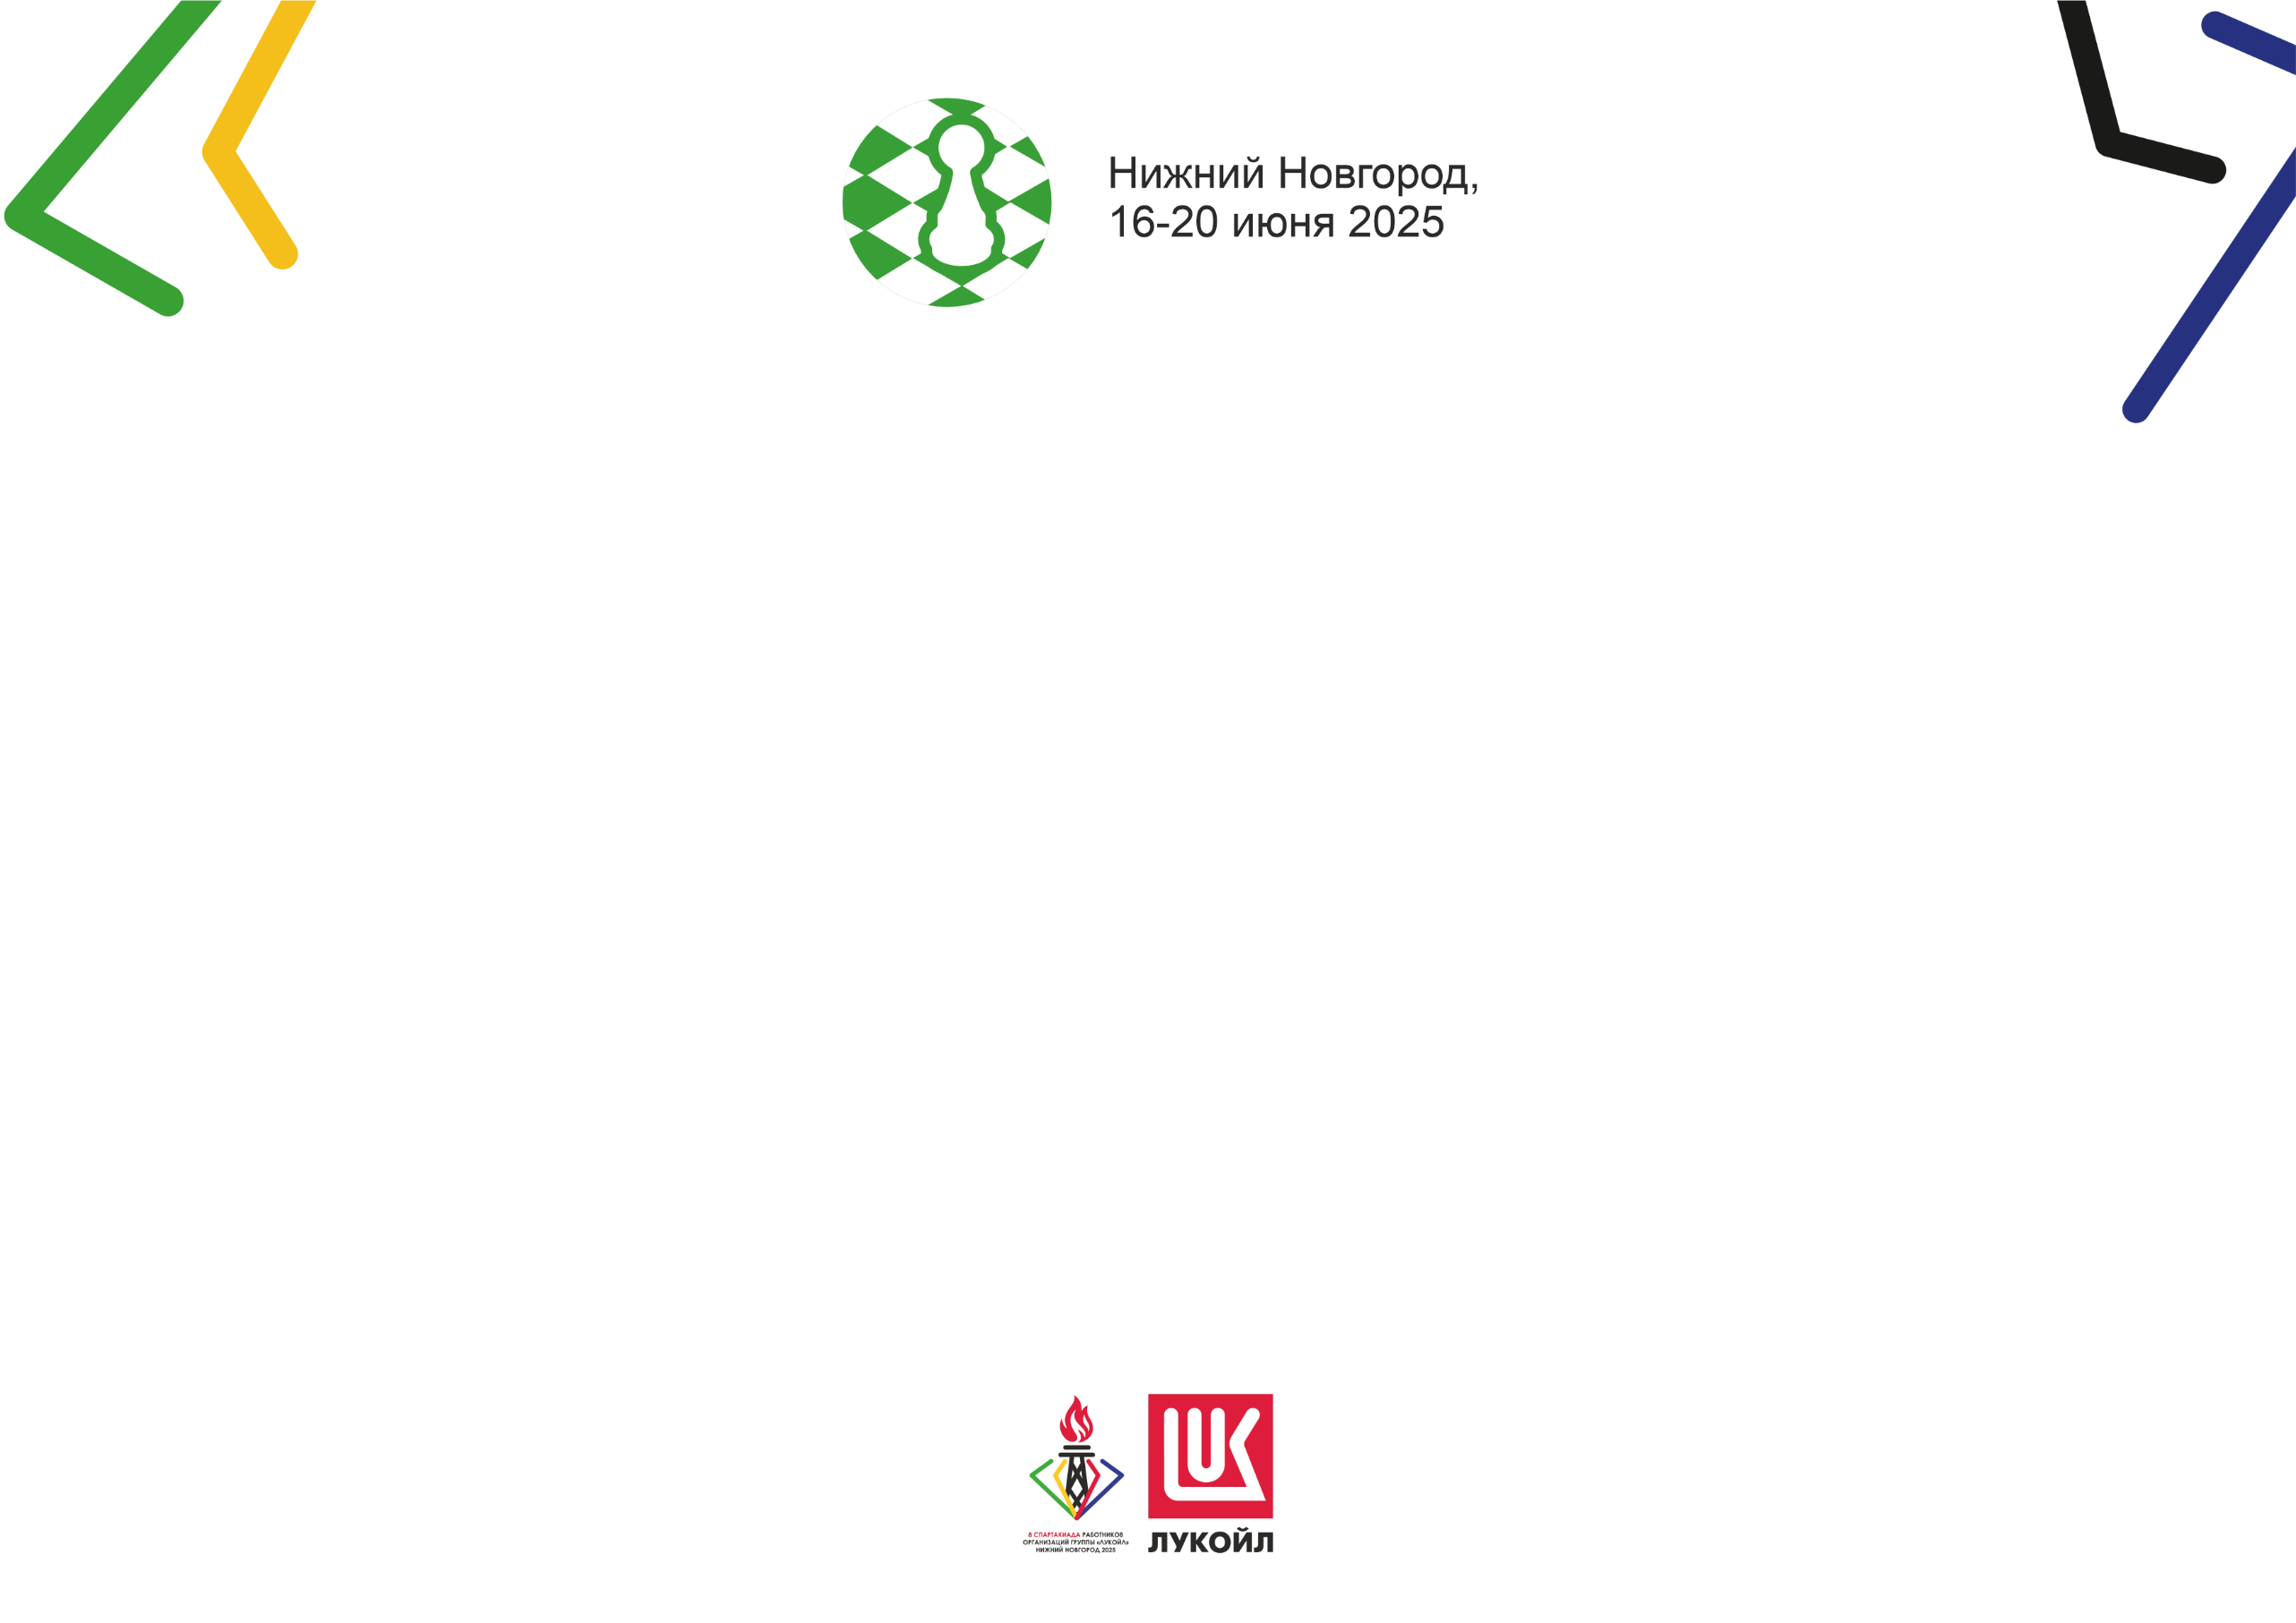 Нижний Новгород,
16-20 июня 2025
8 СПАРТАКИАДА РАБОТНИКОВ
ОРГАНИЗАЦИЙ ГРУППЫ «ЛУКОЙЛ»
НИЖНИЙ НОВГОРОД 2025
ЛУКОЙЛ